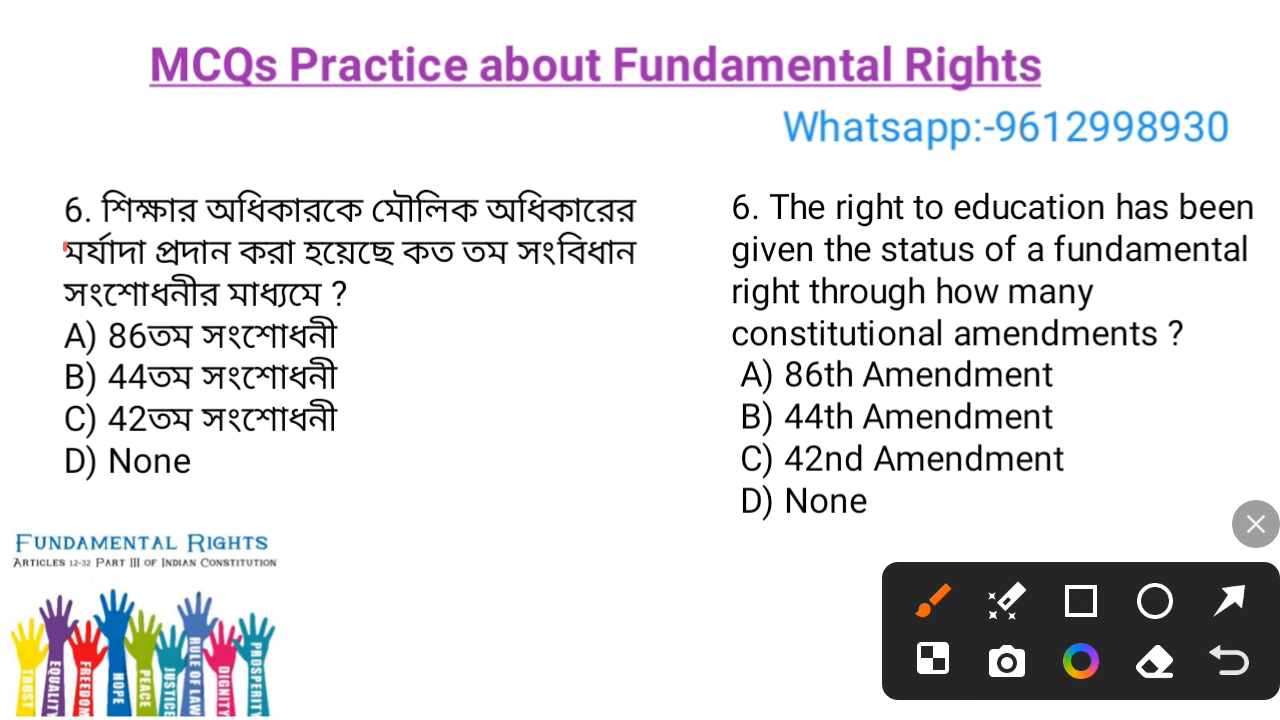 MCQs Practice about Fundamental Rights
Whatsapp:-9612998930
6. শিক্ষার অধিকারকে মৌলিক অধিকারের
মর্যাদা প্রদান করা হয়েছে কত তম সংবিধান
সংশোধনীর মাধ্যমে ?
A) 86তম সংশোধনী
B) 44তম সংশোধনী
C) 42তম সংশোধনী
D) None
6. The right to education has been
given the status of a fundamental
right through how many
constitutional amendments ?
A) 86th Amendment
B) 44th Amendment
C) 42nd Amendment
D) None
FUNDAMENTAL RIGHTS
ARTICLES 12-32 PART III OF INDIAN CONSTITUTION
TRUST
EQUALITY
FREEDOM
HOPE
PEACE
JUSTICE
RULE OF LAW
DIGNITY
PROSPERITY